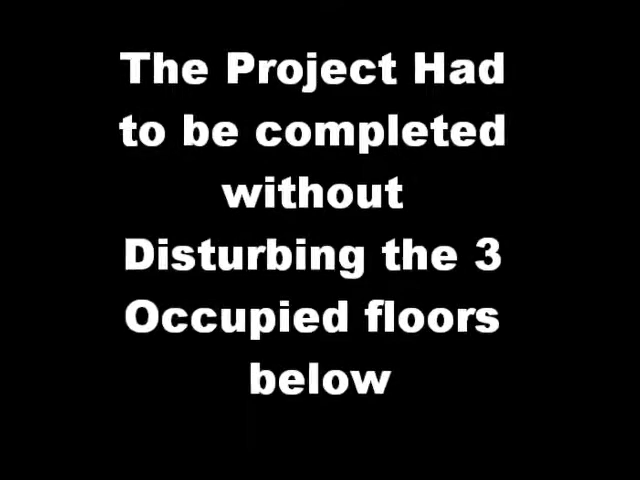 The Project Had
to be completed
without
Disturbing the 3
Occupied floors
below